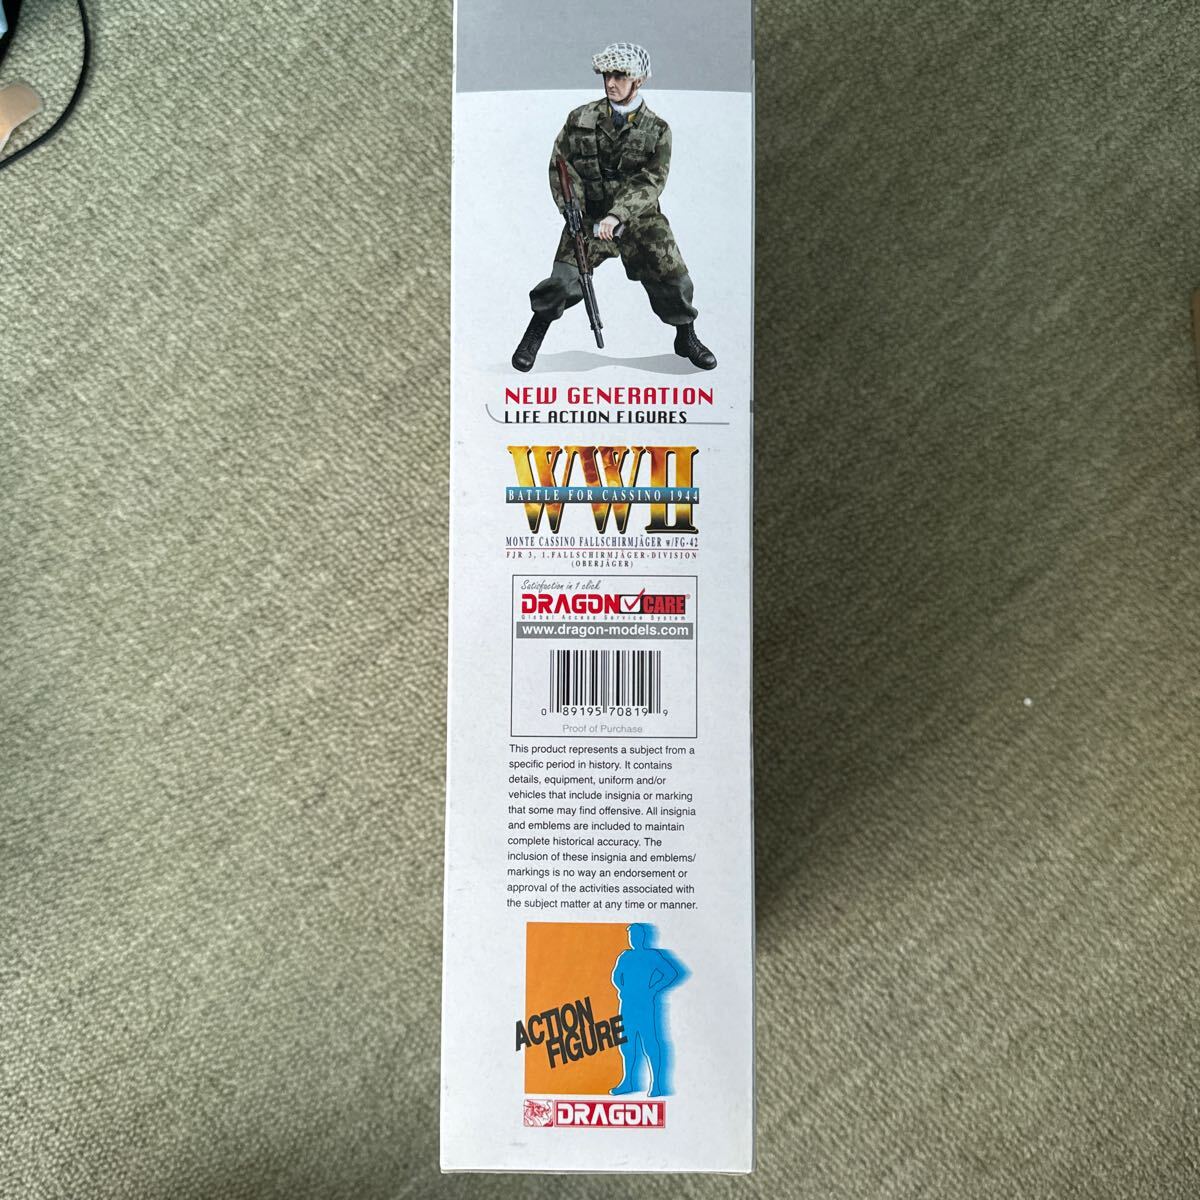 NEW GENERATION
LIFE ACTION FIGURES
WWII
BATTLE FOR CASSINO 1944
MONTE CASSINO FALLSCHIRMJÄGER w/FG-42
FJR 3, 1.FALLSCHIRMJÄGER-DIVISION
(OBERJÄGER)
Satisfaction in 1 click
DRAGON CARE®
Global Access Service System
www.dragon-models.com
0 89195 70819 9
Proof of Purchase
This product represents a subject from a
specific period in history. It contains
details, equipment, uniform and/or
vehicles that include insignia or marking
that some may find offensive. All insignia
and emblems are included to maintain
complete historical accuracy. The
inclusion of these insignia and emblems/
markings is no way an endorsement or
approval of the activities associated with
the subject matter at any time or manner.
ACTION
FIGURE
DRAGON